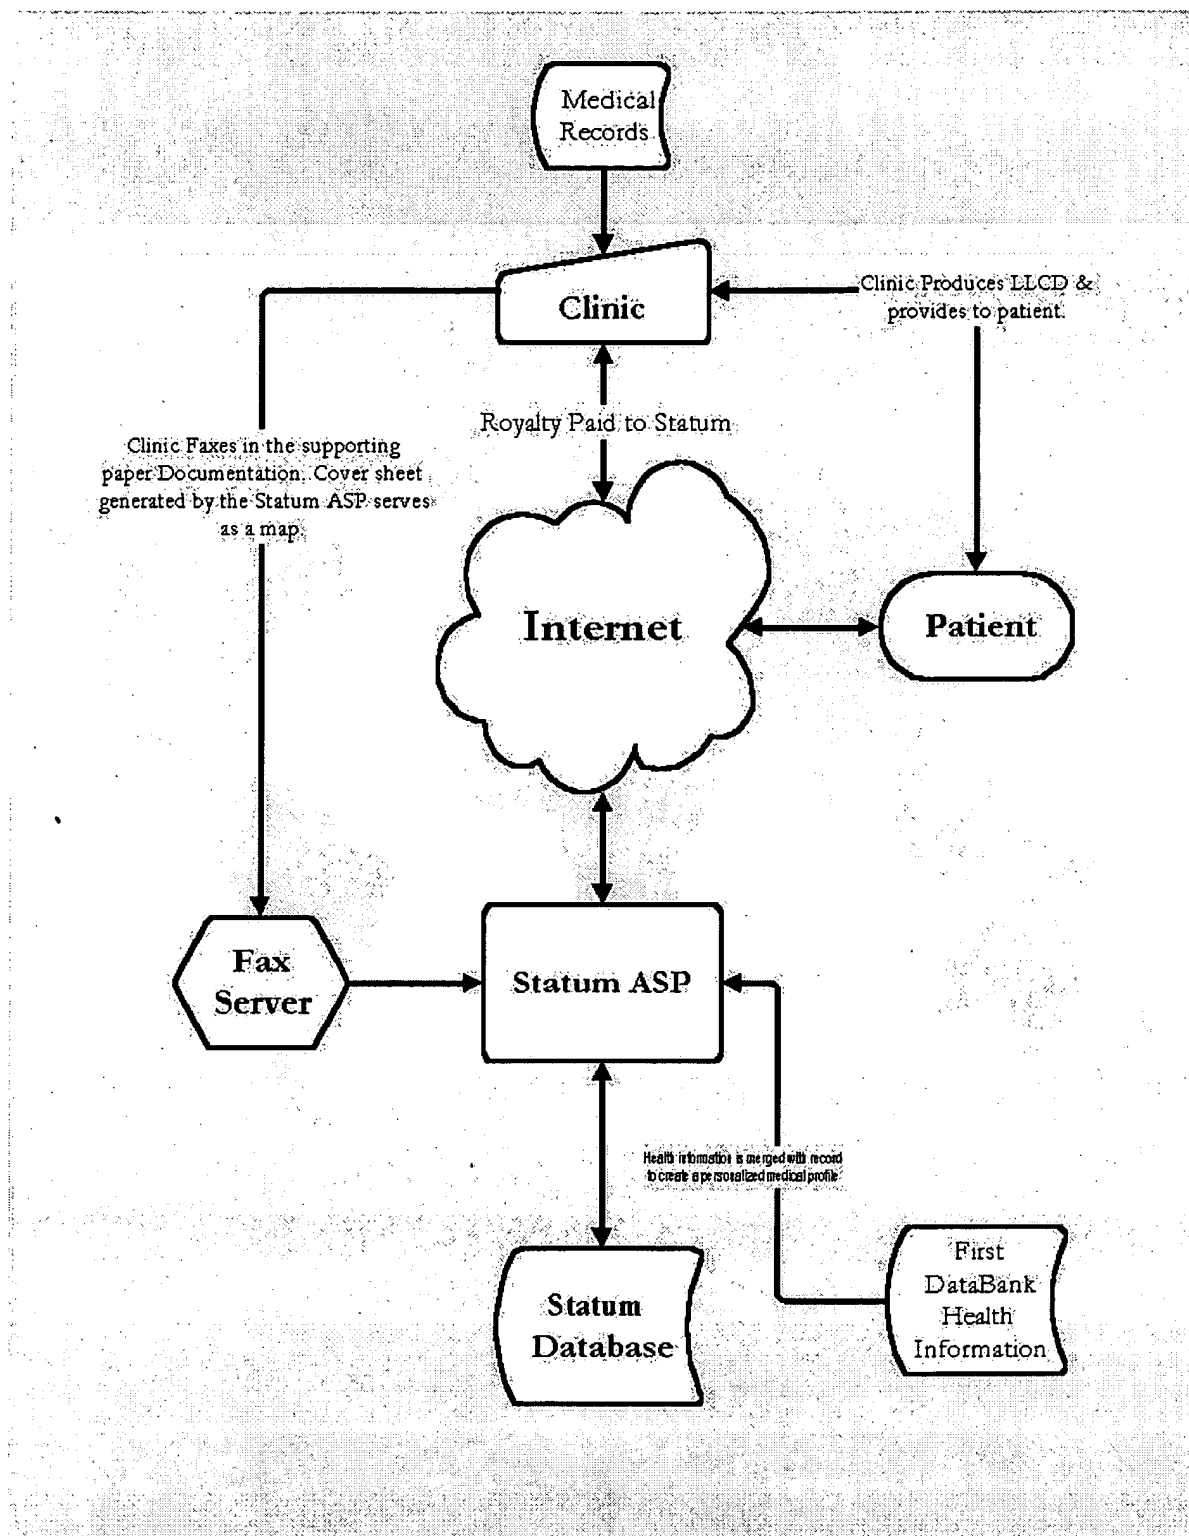 Medical
Records
Clinic
Clinic Produces LLCD &
provides to patient.
Royalty Paid to Statum
Clinic Faxes in the supporting
paper Documentation. Cover sheet
generated by the Statum ASP serves
as a map.
Internet
Patient
Fax
Server
Statum ASP
Health information is merged with record
to create a personalized medical profile
First
DataBank
Health
Information
Statum
Database